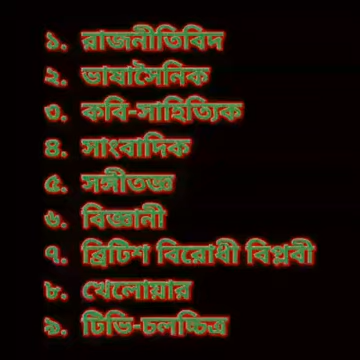 ১. রাজনীতিবিদ
২. ভাষাসৈনিক
৩. কবি-সাহিত্যিক
৪. সাংবাদিক
৫. সঙ্গীতজ্ঞ
৬. বিজ্ঞানী
৭. ব্রিটিশ বিরোধী বিপ্লবী
৮. খেলোয়ার
৯. টিভি-চলচ্চিত্র